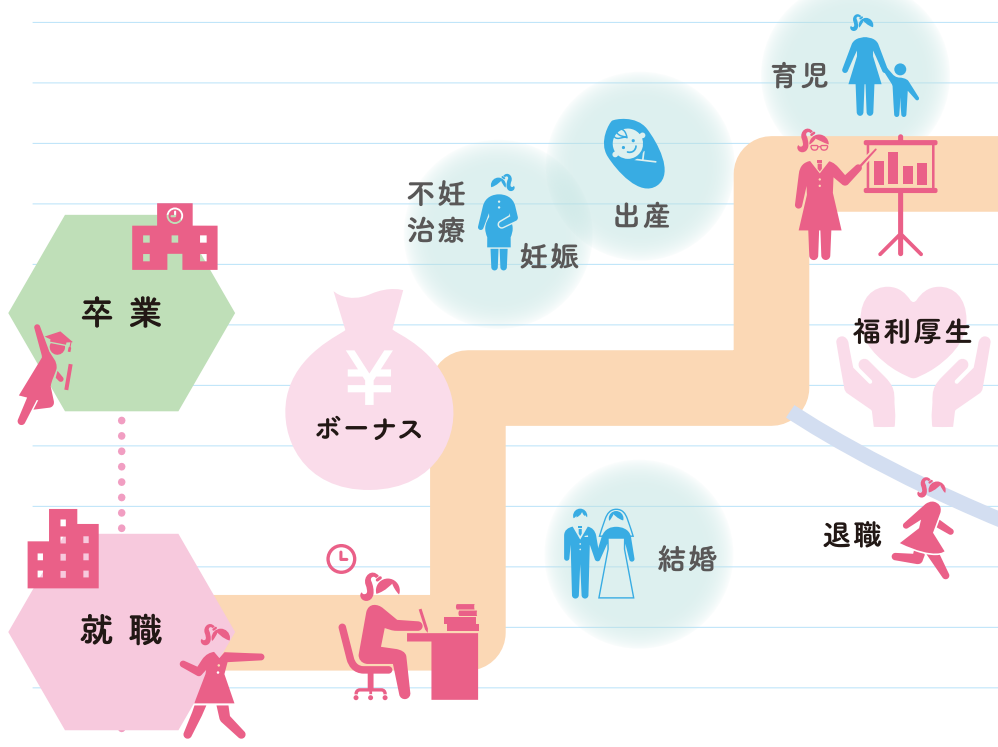 育児
不妊
治療
妊娠
出産
卒業
福利厚生
¥
ボーナス
退職
結婚
就職